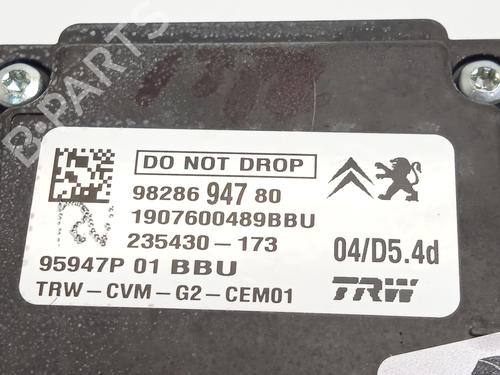 B-PARTS
DO NOT DROP
98286 947 80
1907600489BBU
235430-173
04/D5.4d
95947P 01 BBU
TRW-CVM-G2-CEM01
TRW